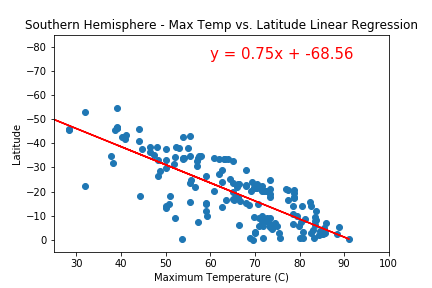 Southern Hemisphere - Max Temp vs. Latitude Linear Regression
y = 0.75x + -68.56
−80
−70
−60
−50
−40
−30
−20
−10
0
Latitude
30 40 50 60 70 80 90 100
Maximum Temperature (C)